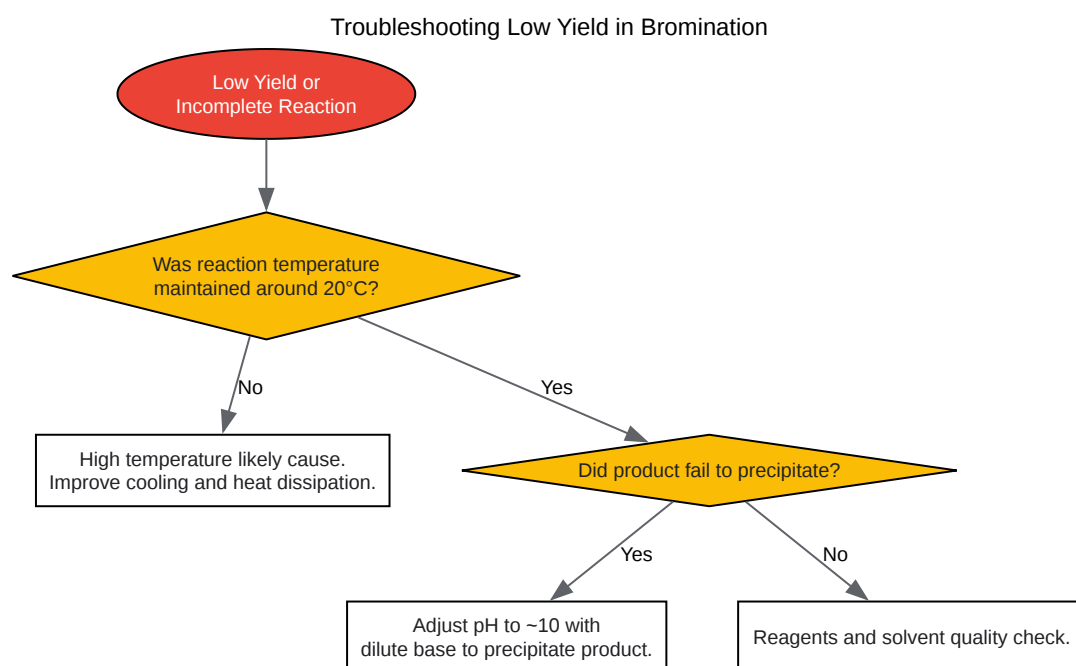 Troubleshooting Low Yield in Bromination
Low Yield or
Incomplete Reaction
Was reaction temperature
maintained around 20°C?
No
Yes
High temperature likely cause.
Improve cooling and heat dissipation.
Did product fail to precipitate?
Yes
No
Adjust pH to ~10 with
dilute base to precipitate product.
Reagents and solvent quality check.